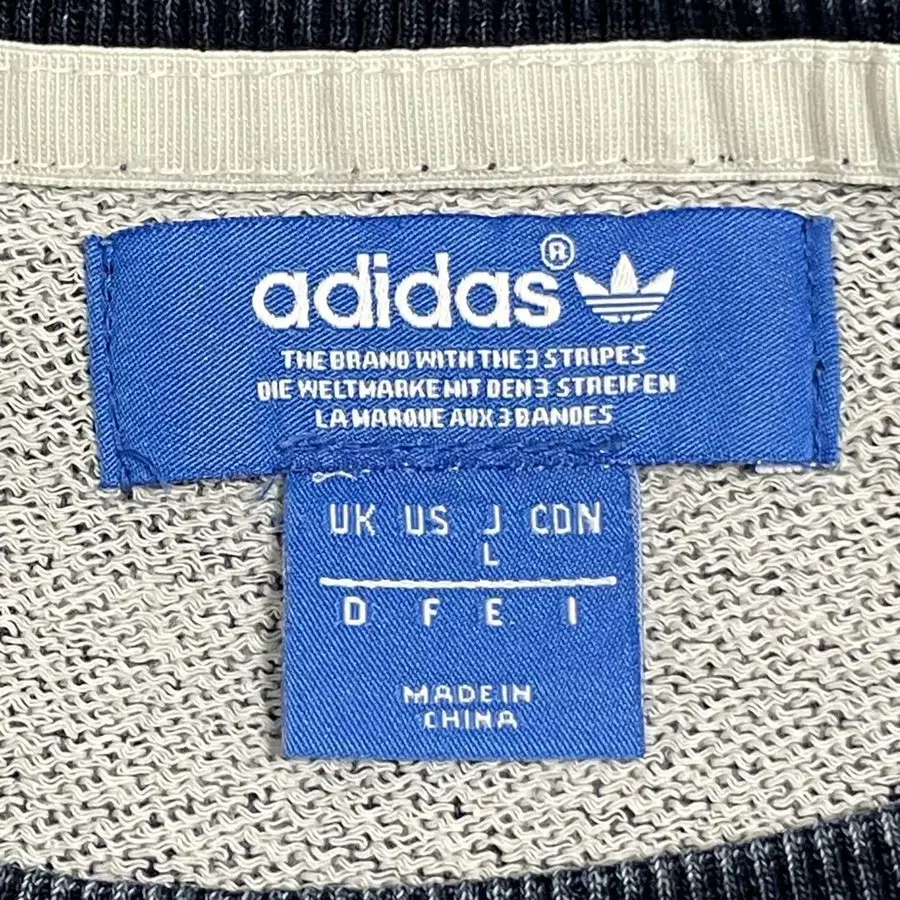 adidas®
THE BRAND WITH THE 3 STRIPES
DIE WELTMARKE MIT DEN 3 STREIFEN
LA MARQUE AUX 3 BANDES
UK US J CDN
L
D F E I
MADE IN
CHINA